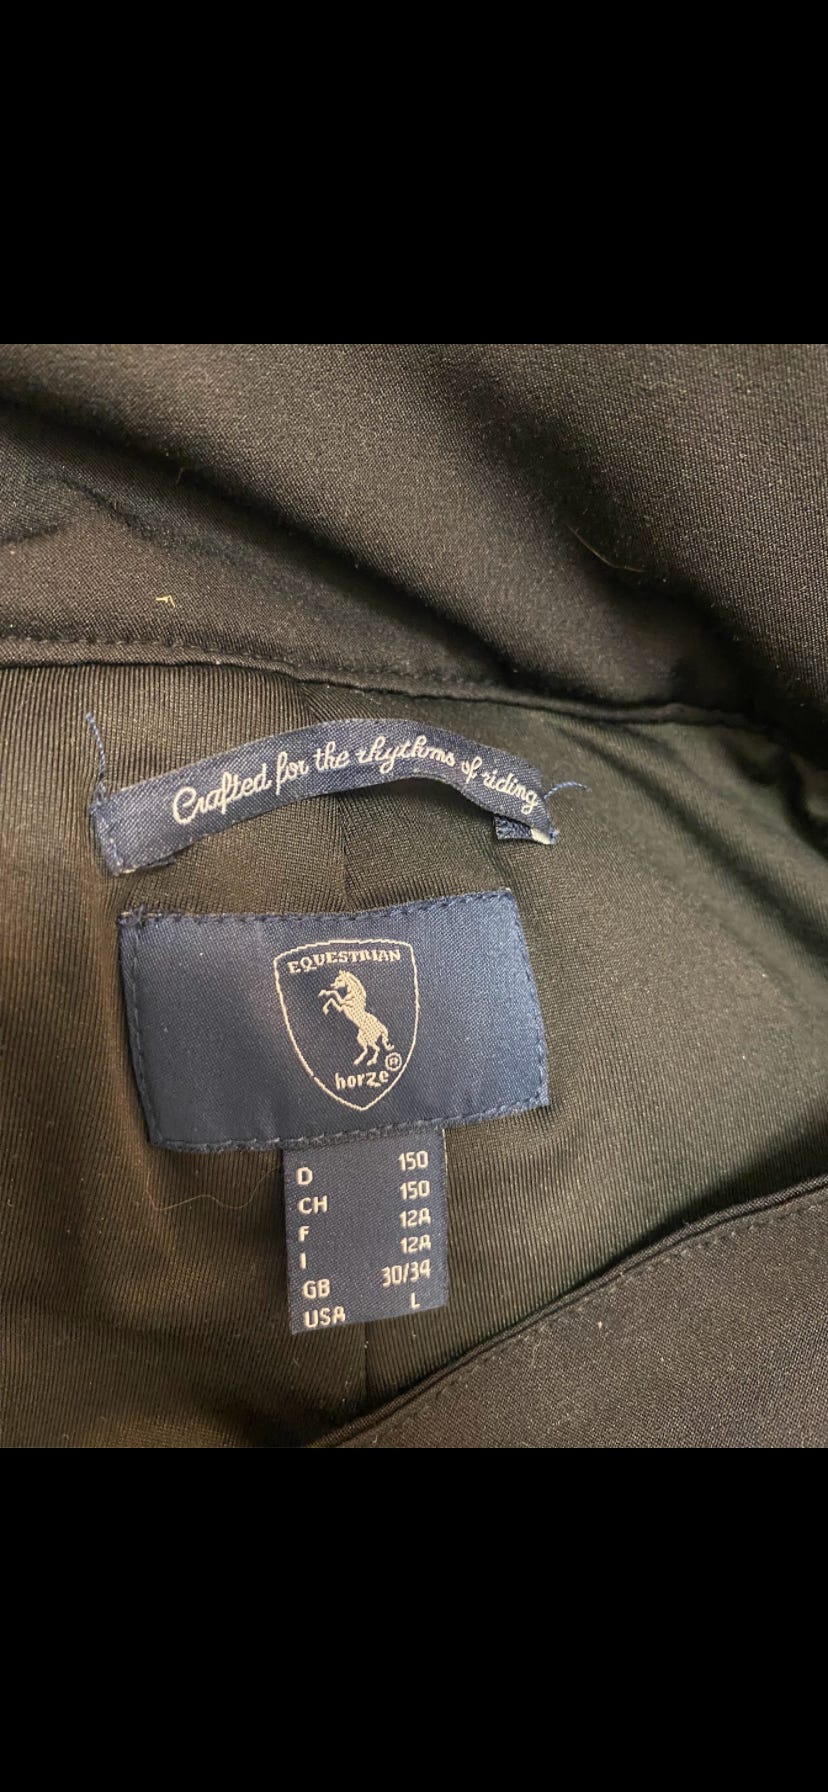 Crafted for the rhythms of riding
EQUESTRIAN
horze®
D 150
CH 150
F 12A
I 12A
GB 30/34
USA L